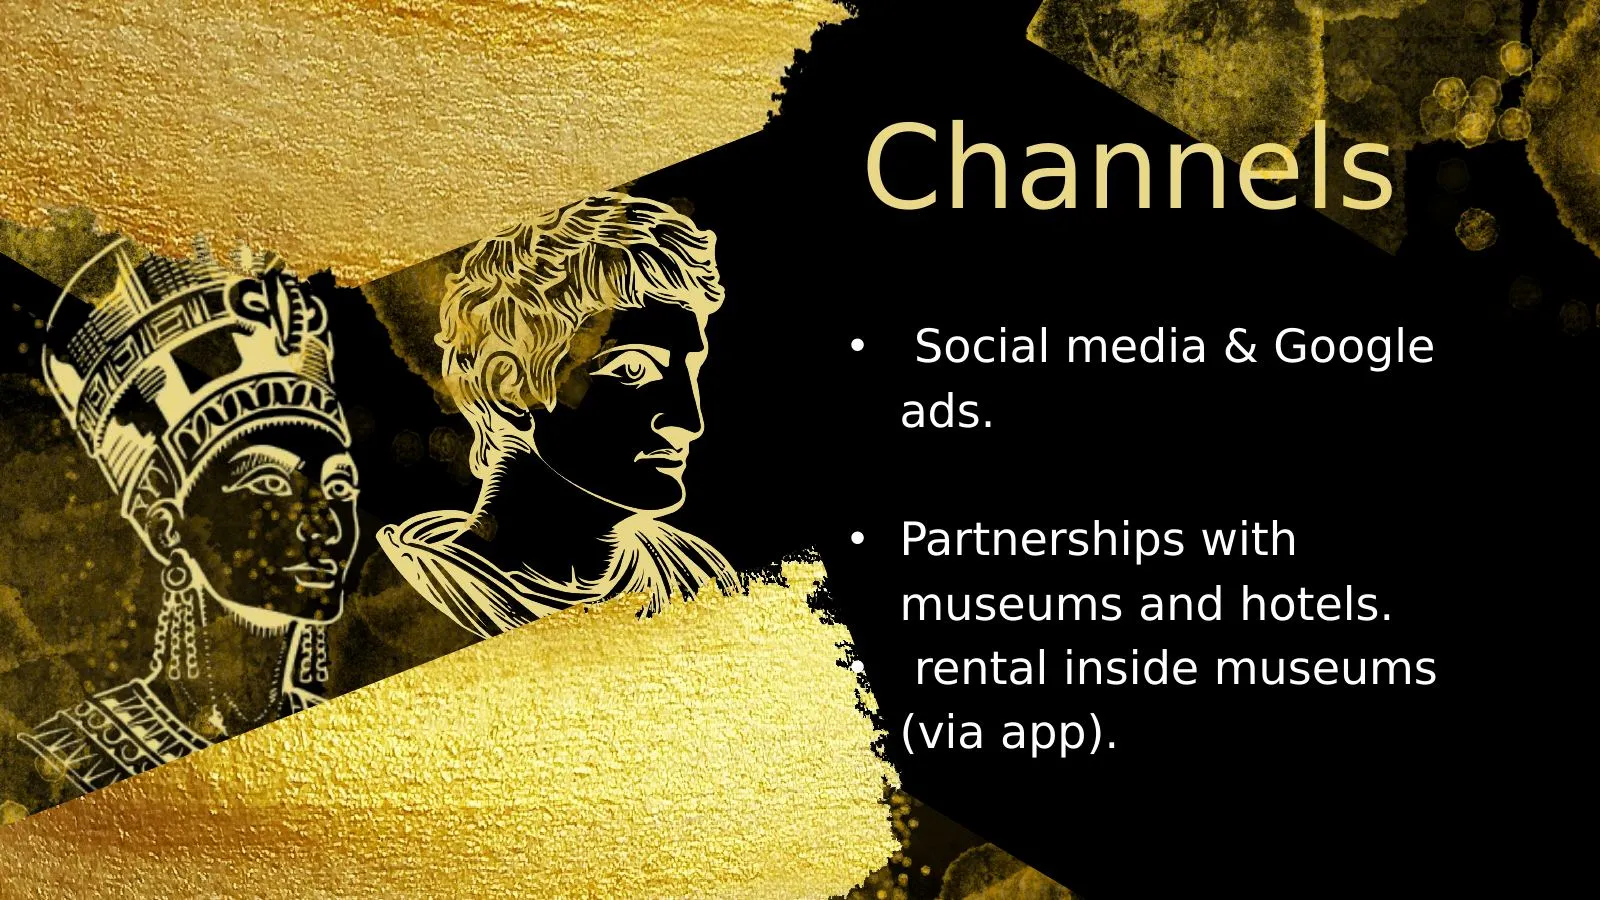 Channels
• Social media & Google
ads.
• Partnerships with
museums and hotels.
• rental inside museums
(via app).